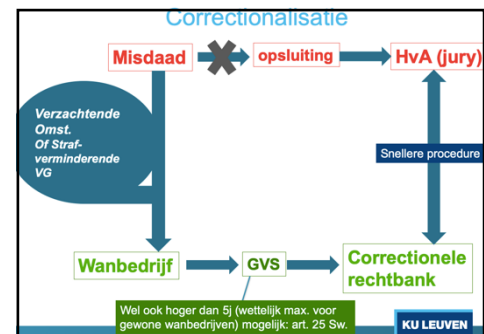 Correctionalisatie
Misdaad
opsluiting
HvA (jury)
Verzachtende
Omst.
Of Straf-
verminderende
VG
Snellere procedure
Wanbedrijf
GVS
Correctionele
rechtbank
Wel ook hoger dan 5j (wettelijk max. voor
gewone wanbedrijven) mogelijk: art. 25 Sw.
KU LEUVEN